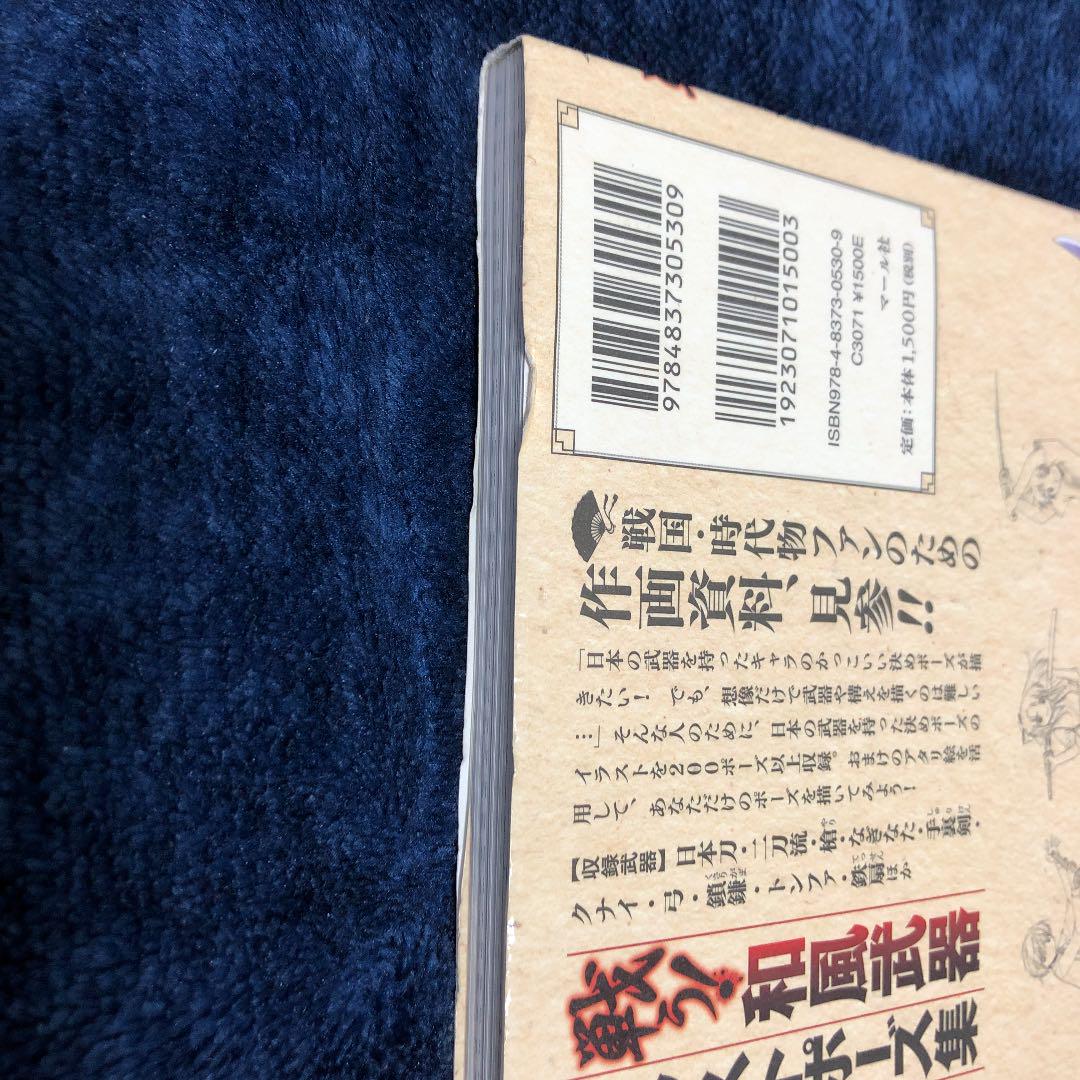 9784837305309
1923071015003
ISBN978-4-8373-0530-9
C3071 ¥1500E
マール社
定価：本体1,500円（税別）
戦国・時代物ファンのための
作画資料、見参!!
「日本の武器を持ったキャラのかっこいい決めポーズが描
きたい！ でも、想像だけで武器や構えを描くのは難しい
…」そんな人のために、日本の武器を持った決めポーズの
イラストを200ポーズ以上収録。おまけのアタリ絵を活
用して、あなただけのポーズを描いてみよう！
【収録武器】日本刀・二刀流・槍・なぎなた・手裏剣・
クナイ・弓・鎖鎌・トンファ・鉄扇ほか
戦う！
和風武器
ストポーズ集